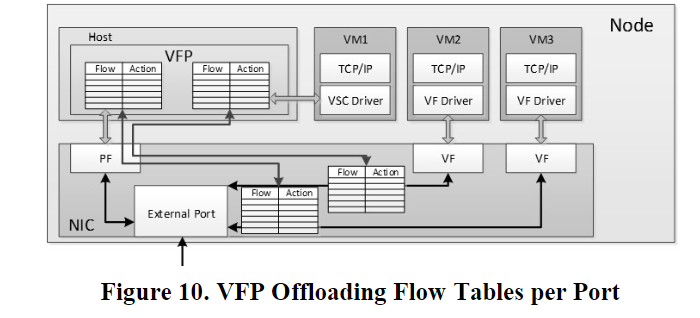 Node
Host
VFP
Flow Action
Flow Action
VM1
TCP/IP
VSC Driver
VM2
TCP/IP
VF Driver
VM3
TCP/IP
VF Driver
PF
VF
VF
Flow Action
Flow Action
External Port
NIC
Figure 10. VFP Offloading Flow Tables per Port